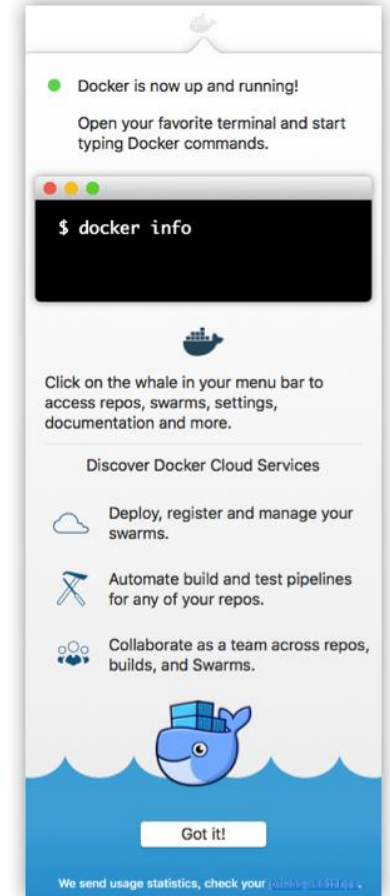 Docker is now up and running!
Open your favorite terminal and start
typing Docker commands.
$ docker info
Click on the whale in your menu bar to
access repos, swarms, settings,
documentation and more.
Discover Docker Cloud Services
Deploy, register and manage your
swarms.
Automate build and test pipelines
for any of your repos.
Collaborate as a team across repos,
builds, and Swarms.
Got it!
We send usage statistics, check your